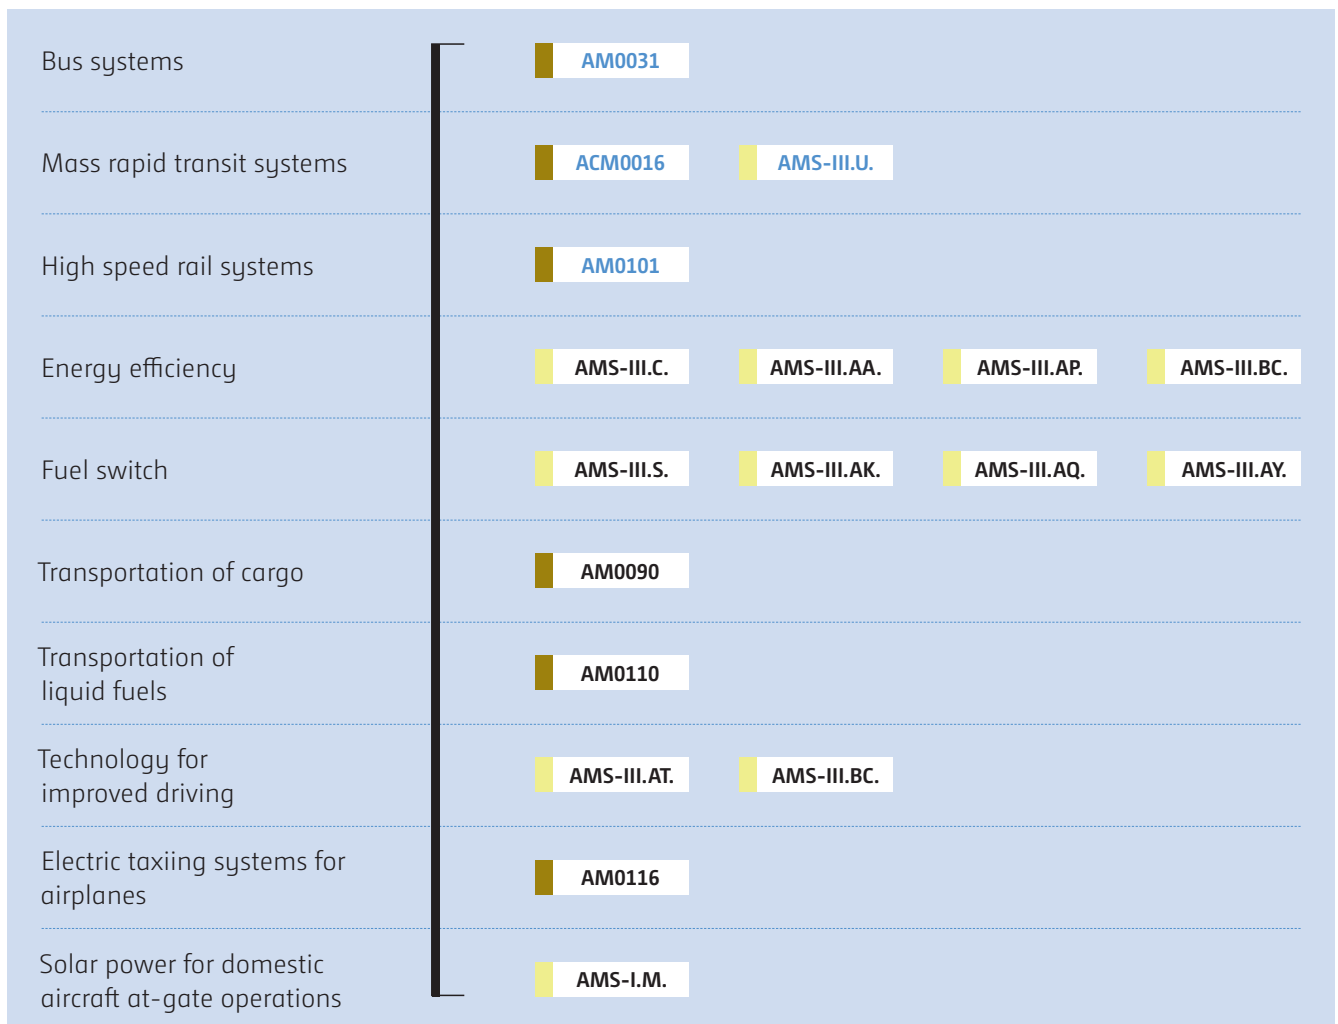 Bus systems AM0031
Mass rapid transit systems ACM0016 AMS-III.U.
High speed rail systems AM0101
Energy efficiency AMS-III.C. AMS-III.AA. AMS-III.AP. AMS-III.BC.
Fuel switch AMS-III.S. AMS-III.AK. AMS-III.AQ. AMS-III.AY.
Transportation of cargo AM0090
Transportation of
liquid fuels AM0110
Technology for
improved driving AMS-III.AT. AMS-III.BC.
Electric taxiing systems for
airplanes AM0116
Solar power for domestic
aircraft at-gate operations AMS-I.M.